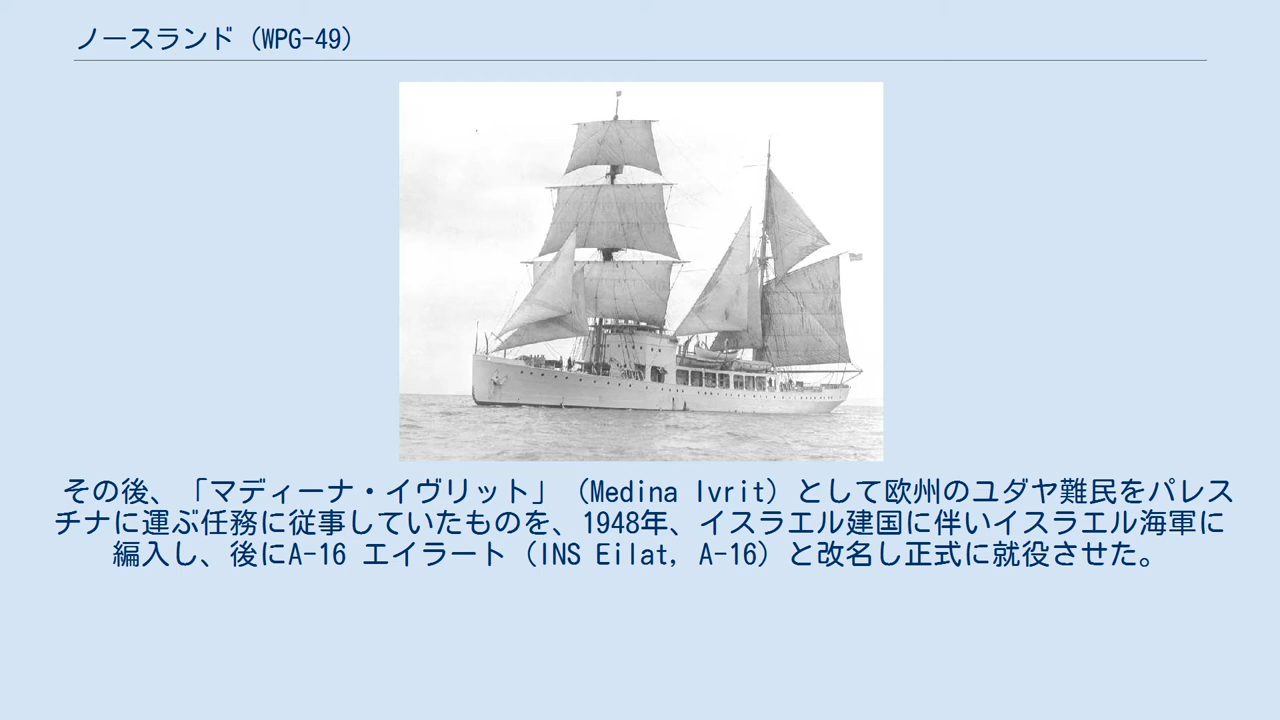 ノースランド（WPG-49）
その後、「マディーナ・イヴリット」（Medina Ivrit）として欧州のユダヤ難民をパレス
チナに運ぶ任務に従事していたものを、1948年、イスラエル建国に伴いイスラエル海軍に
編入し、後にA-16 エイラート（INS Eilat, A-16）と改名し正式に就役させた。